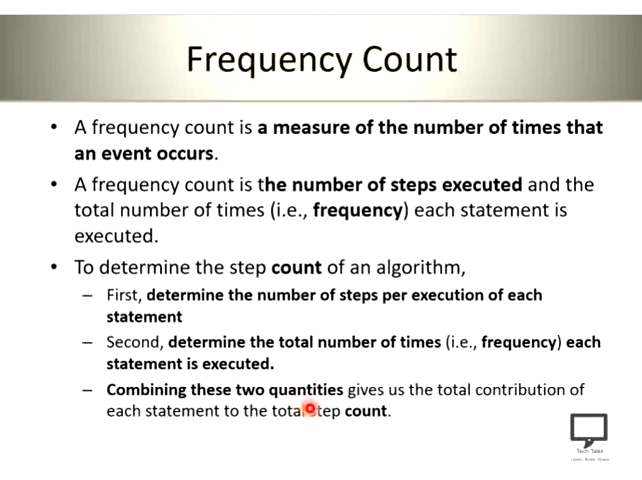 Frequency Count
• A frequency count is a measure of the number of times that
an event occurs.
• A frequency count is the number of steps executed and the
total number of times (i.e., frequency) each statement is
executed.
• To determine the step count of an algorithm,
– First, determine the number of steps per execution of each
statement
– Second, determine the total number of times (i.e., frequency) each
statement is executed.
– Combining these two quantities gives us the total contribution of
each statement to the total step count.
Tech Talks